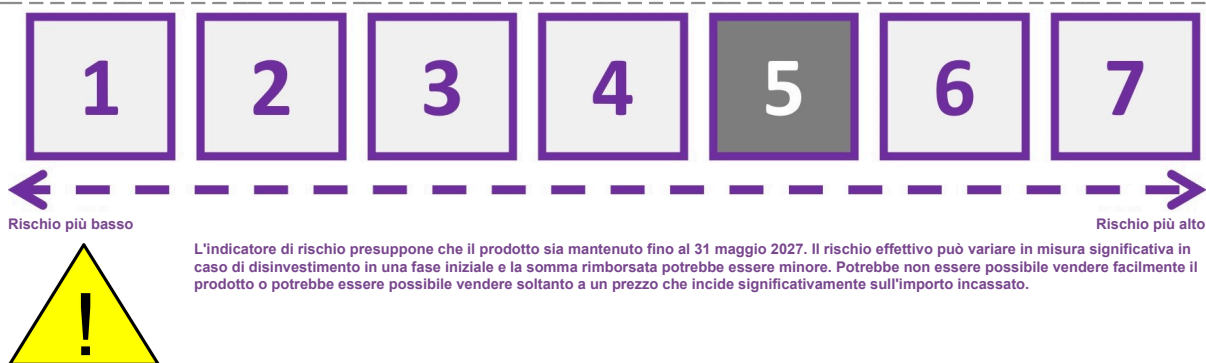 1 2 3 4 5 6 7
Rischio più basso Rischio più alto
L'indicatore di rischio presuppone che il prodotto sia mantenuto fino al 31 maggio 2027. Il rischio effettivo può variare in misura significativa in
caso di disinvestimento in una fase iniziale e la somma rimborsata potrebbe essere minore. Potrebbe non essere possibile vendere facilmente il
prodotto o potrebbe essere possibile vendere soltanto a un prezzo che incide significativamente sull'importo incassato.
!